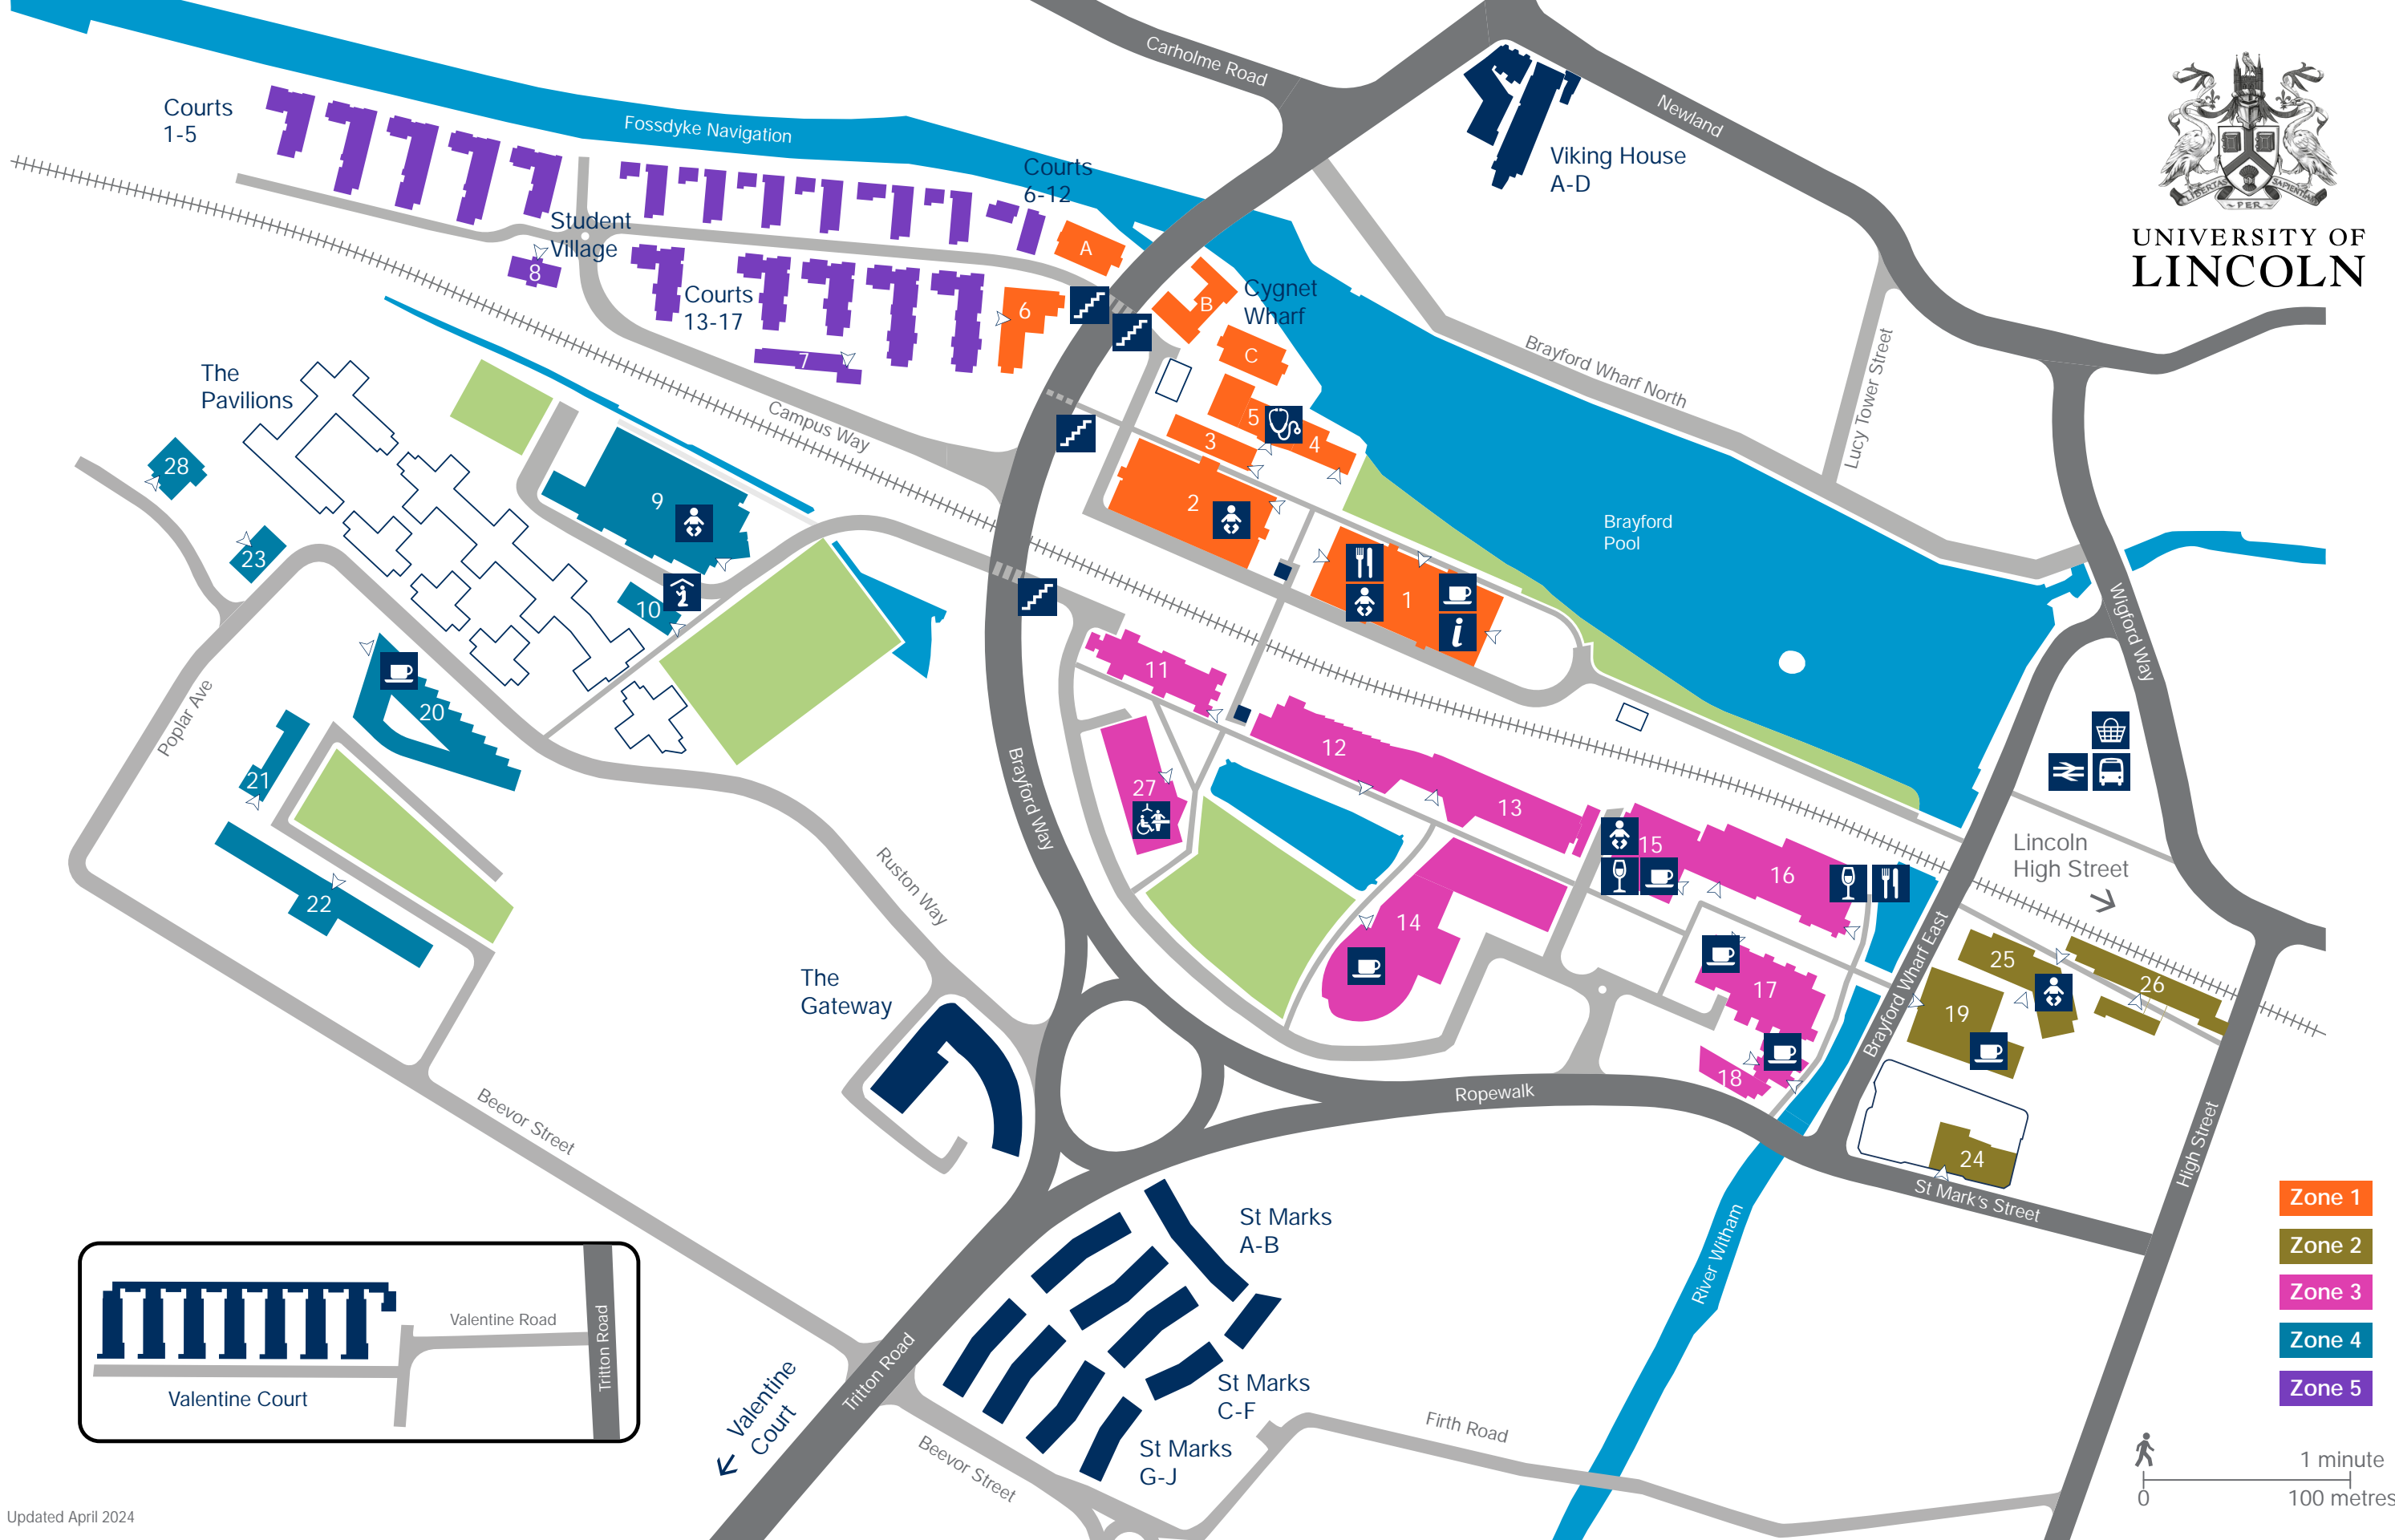 Carholme Road
Newland
Courts
1-5
Fossdyke Navigation
Courts
6-12
Viking House
A-D
LIBERTAS
PER
SAPIENTIAM
UNIVERSITY OF
LINCOLN
Student
Village
8
A
6
B
Cygnet
Wharf
C
Courts
13-17
7
Brayford Wharf North
Lucy Tower Street
The
Pavilions
Campus Way
5
3
4
28
9
2
Brayford
Pool
23
10
1
i
Wigford Way
11
Poplar Ave
20
21
12
27
13
Brayford Way
Lincoln
High Street
15
16
22
Ruston Way
14
Brayford Wharf East
25
26
The
Gateway
17
19
18
Ropewalk
Beevor Street
24
High Street
St Mark's Street
St Marks
A-B
River Witham
Zone 1
Zone 2
Zone 3
Zone 4
Zone 5
Valentine Road
Tritton Road
Valentine Court
Tritton Road
Valentine
Court
St Marks
C-F
St Marks
G-J
Beevor Street
Firth Road
1 minute
0
100 metres
Updated April 2024